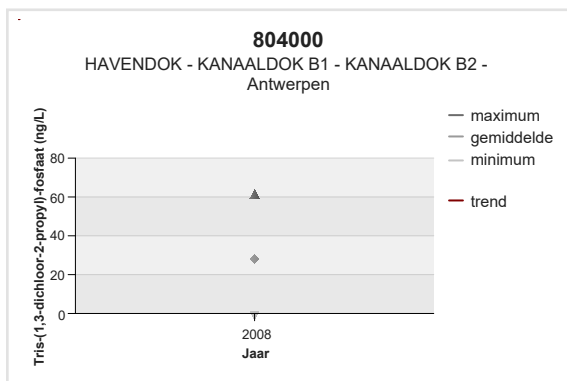 804000
HAVENDOK - KANAALDOK B1 - KANAALDOK B2 -
Antwerpen
maximum
gemiddelde
minimum
trend
Tris-(1,3-dichloor-2-propyl)-fosfaat (ng/L)
80
60
40
20
0
2008
Jaar